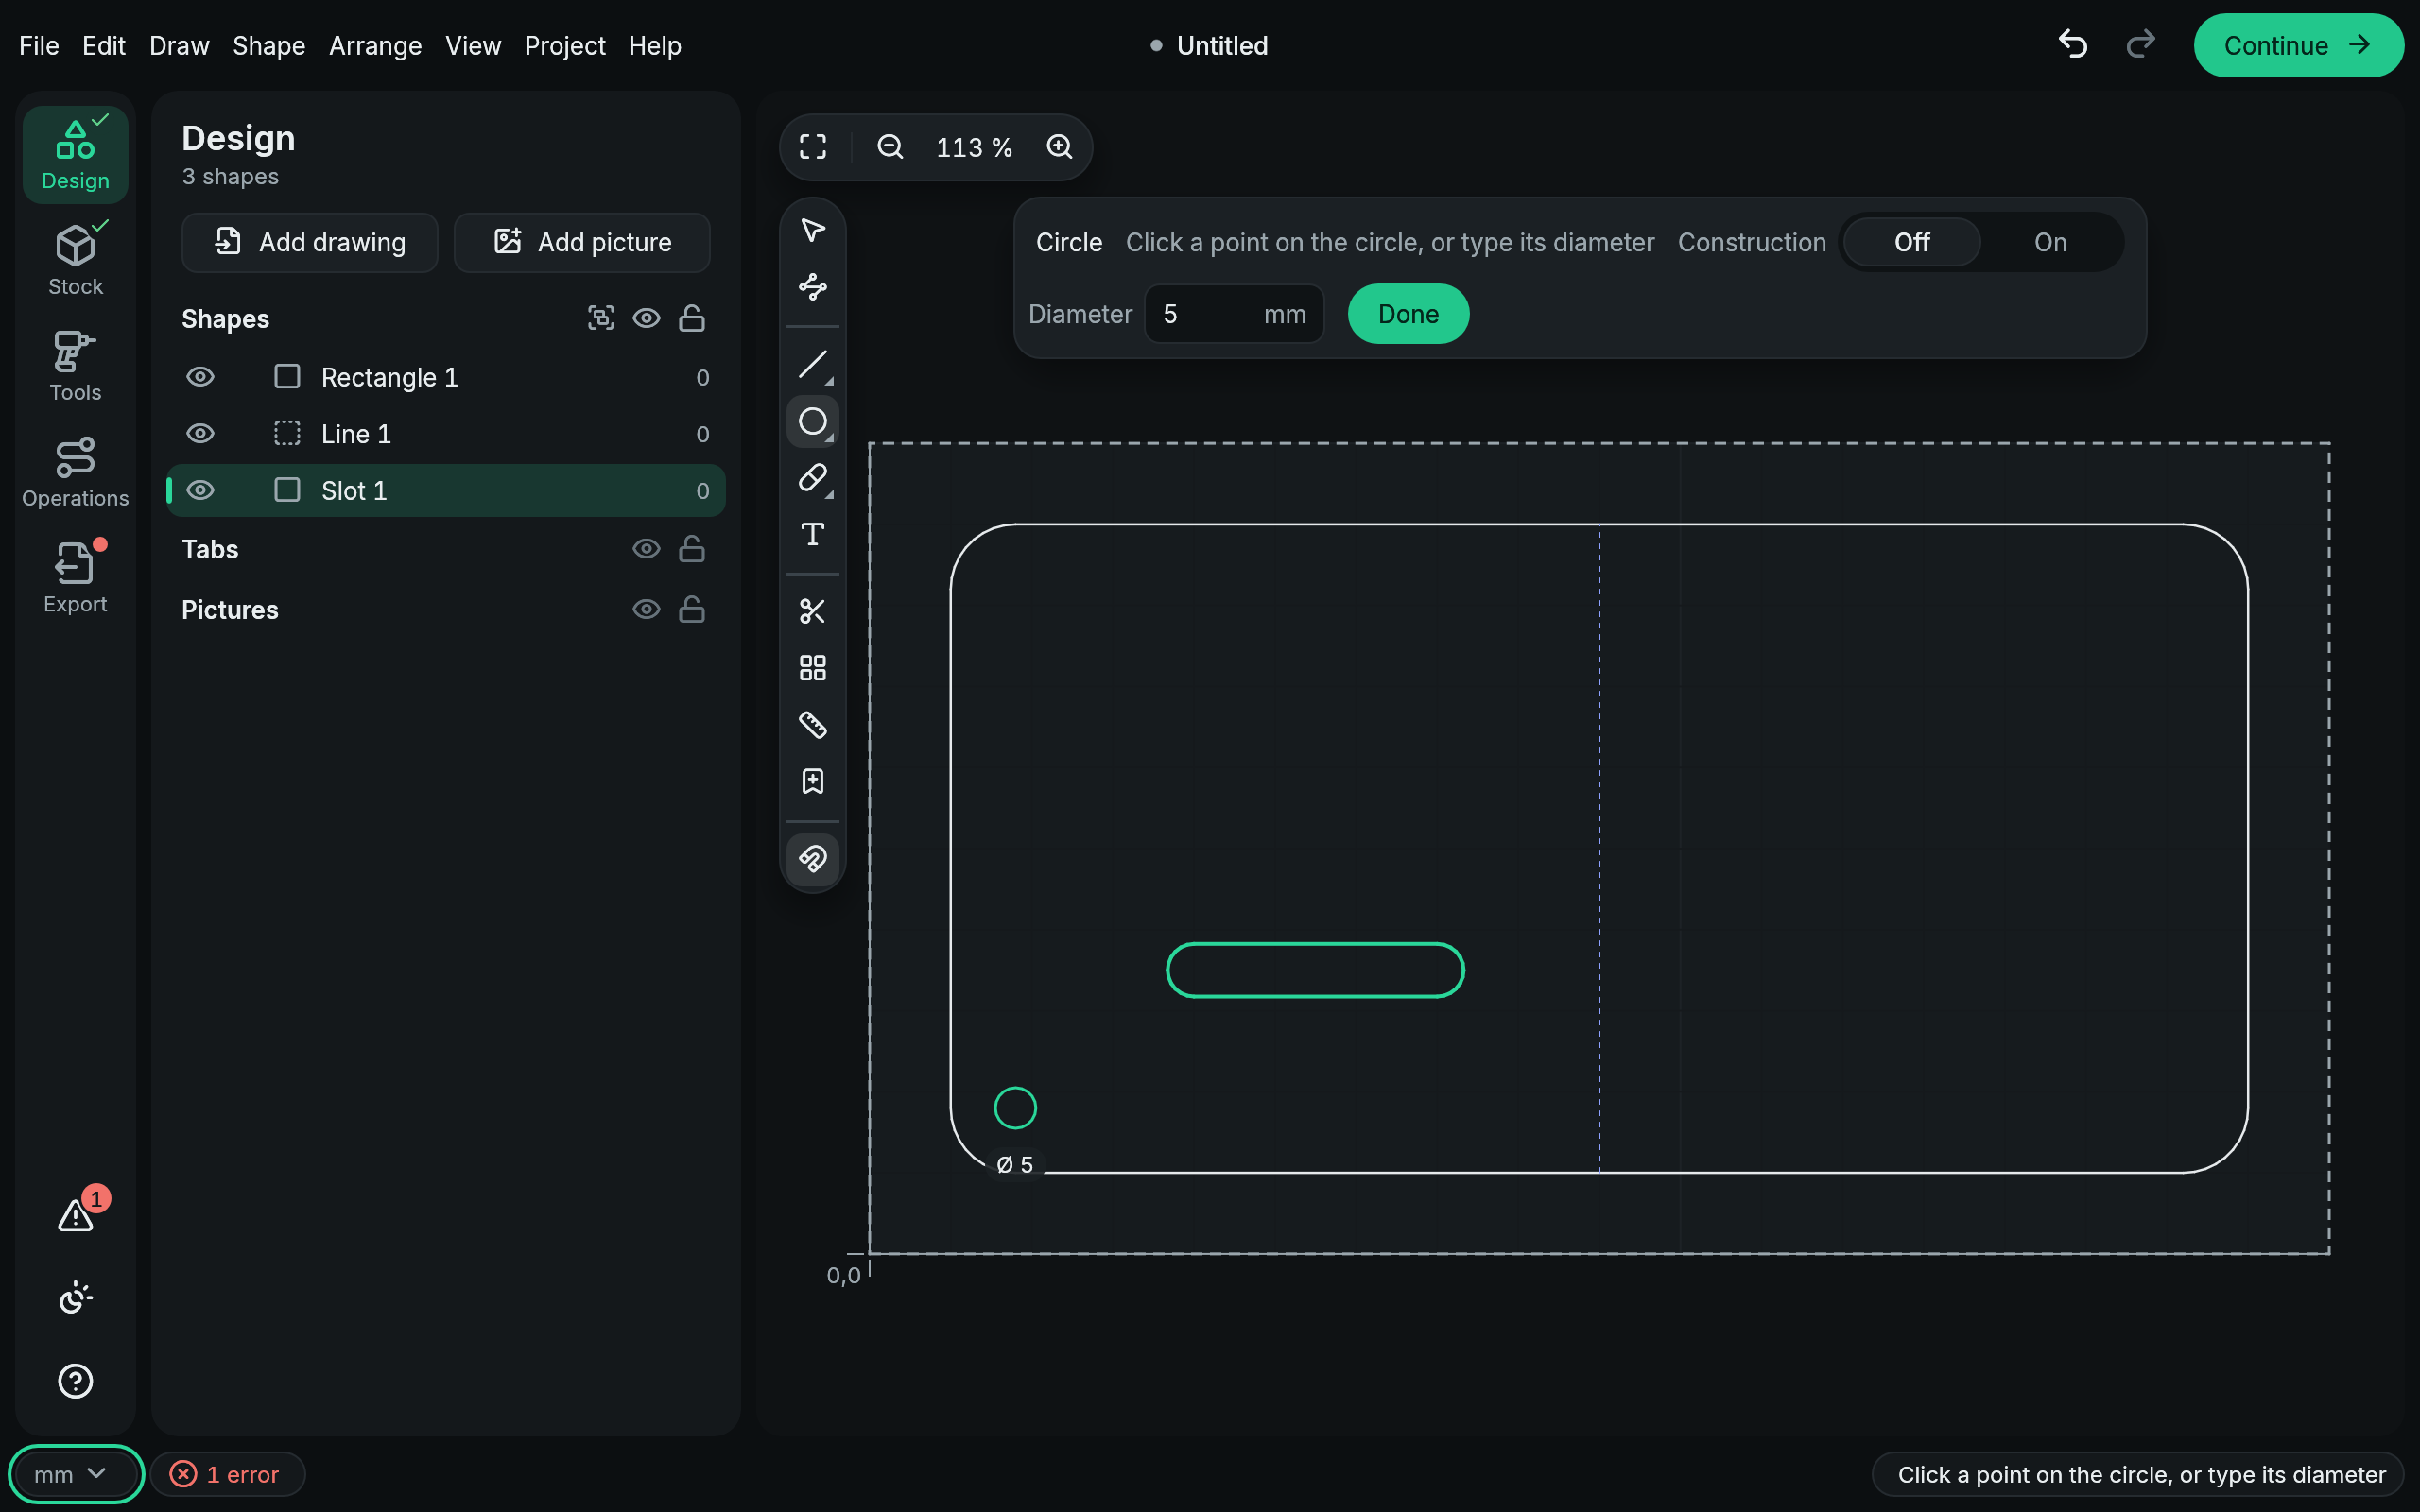 File Edit Draw Shape Arrange View Project Help
Untitled
Continue
Design
Stock
Tools
Operations
Export
1
Design
3 shapes
Add drawing
Add picture
Shapes
Rectangle 1 0
Line 1 0
Slot 1 0
Tabs
Pictures
113 %
Circle Click a point on the circle, or type its diameter Construction Off On
Diameter 5 mm Done
Ø 5
0,0
mm
1 error
Click a point on the circle, or type its diameter